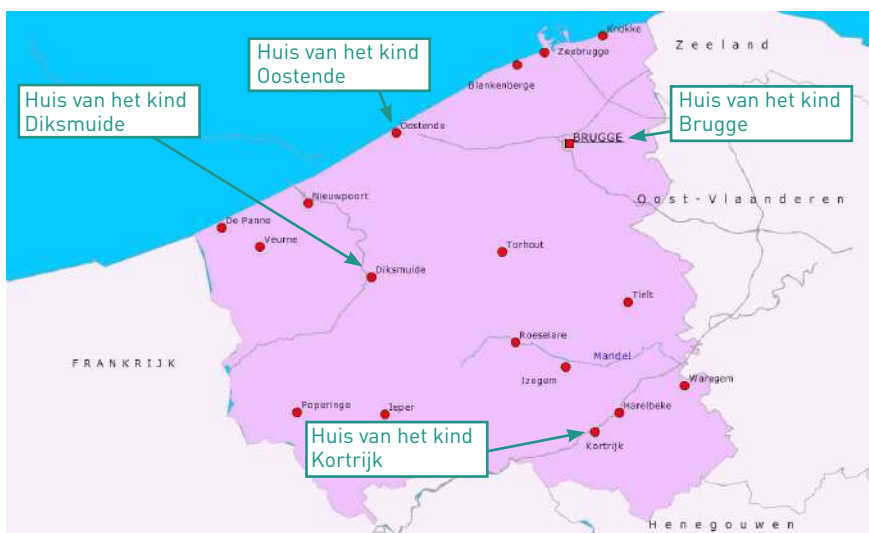 Knokke
Zeeland
Zeebrugge
Huis van het kind
Oostende
Blankenberge
Huis van het kind
Diksmuide
Huis van het kind
Brugge
Oostende
BRUGGE
Nieuwpoort
Oost-Vlaanderen
De Panne
Veurne
Torhout
Diksmuide
Tielt
Roeselare
Mandel
FRANKRIJK
Izegem
Waregem
Poperinge
Ieper
Harelbeke
Huis van het kind
Kortrijk
Kortrijk
Henegouwen